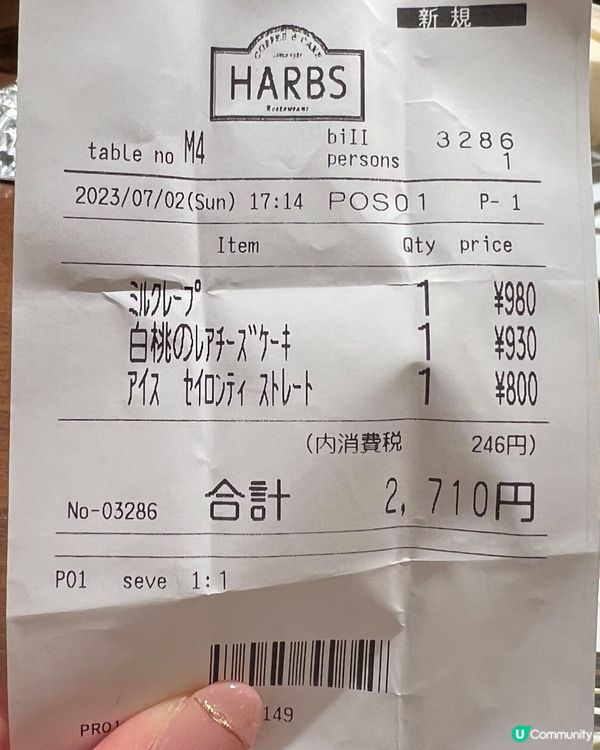 新規
COFFEE & CAKE
HARBS
Restaurant
table no M4 bill 3286
persons 1
2023/07/02(Sun) 17:14 POS01 P- 1
Item Qty price
ミルクレープ 1 ¥980
白桃のレアチーズケーキ 1 ¥930
アイス セイロンティ ストレート 1 ¥800
(内消費税 246円)
No-03286 合計 2,710円
P01 seve 1:1
149
PR01
U Community